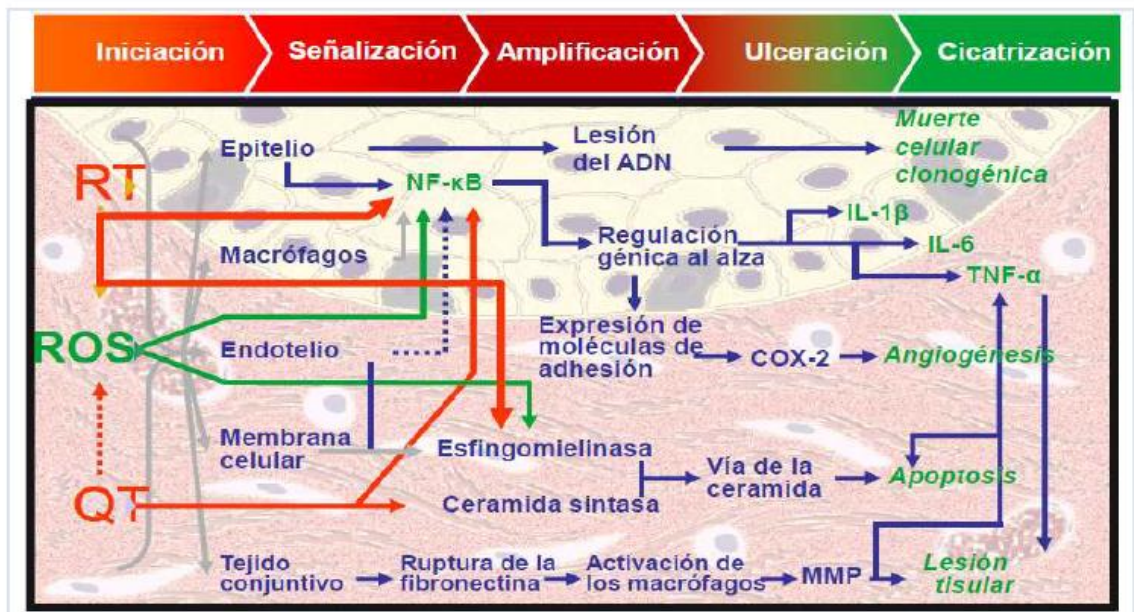 Iniciación
Señalización
Amplificación
Ulceración
Cicatrización
RT
ROS
QT
Epitelio
NF-κB
Lesión
del ADN
Muerte
celular
clonogénica
Macrófagos
Regulación
génica al alza
IL-1β
IL-6
TNF-α
Endotelio
Expresión de
moléculas de
adhesión
COX-2
Angiogénesis
Membrana
celular
Esfingomielinasa
Ceramida sintasa
Vía de la
ceramida
Apoptosis
Tejido
conjuntivo
Ruptura de la
fibronectina
Activación de
los macrófagos
MMP
Lesión
tisular